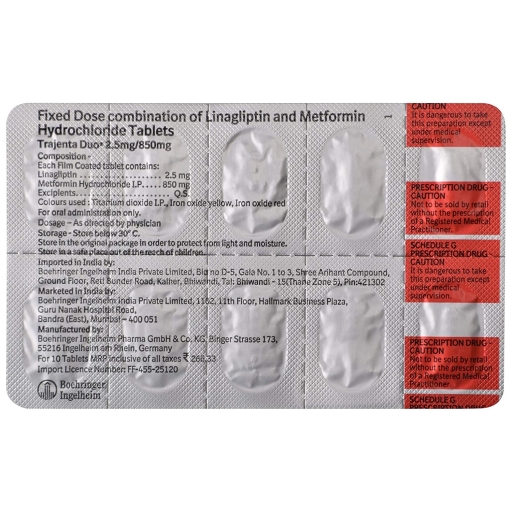 Fixed Dose combination of Linagliptin and Metformin
Hydrochloride Tablets
Trajenta Duo® 2.5mg/850mg
Composition-
Each Film Coated tablet contains:
Linagliptin ........................ 2.5 mg
Metformin Hydrochloride I.P. ..... 850 mg
Excipients ........................ Q.S.
Colours used : Titanium dioxide I.P., Iron oxide yellow, Iron oxide red
For oral administration only.
Dosage – As directed by physician
Storage - Store below 30° C.
Store in the original package in order to protect from light and moisture.
Store in a safe place out of the reach of children.
Imported in India by:
Boehringer Ingelheim India Private Limited, Bldg no D-5, Gala No. 1 to 3, Shree Arihant Compound,
Ground Floor, Reti Bunder Road, Kalher, Bhiwandi, Tal: Bhiwandi - 15(Thane Zone 5), Pin:421302
Marketed in India by:
Boehringer Ingelheim India Private Limited, 1102, 11th Floor, Hallmark Business Plaza,
Guru Nanak Hospital Road,
Bandra (East), Mumbai – 400 051
Manufactured by:
Boehringer Ingelheim Pharma GmbH & Co. KG, Binger Strasse 173,
55216 Ingelheim am Rhein, Germany
For 10 Tablets MRP inclusive of all taxes ₹ 266.33
Import Licence Number: FF-455-25120
Boehringer
Ingelheim
1
CAUTION
It is dangerous to take
this preparation except
under medical
supervision.
PRESCRIPTION DRUG -
CAUTION
Not to be sold by retail
without the prescription
of a Registered Medical
Practitioner.
SCHEDULE G
PRESCRIPTION DRUG -
CAUTION
It is dangerous to take
this preparation except
under medical
supervision.
PRESCRIPTION DRUG -
CAUTION
Not to be sold by retail
without the prescription
of a Registered Medical
Practitioner.
SCHEDULE G
PRESCRIPTION DRUG